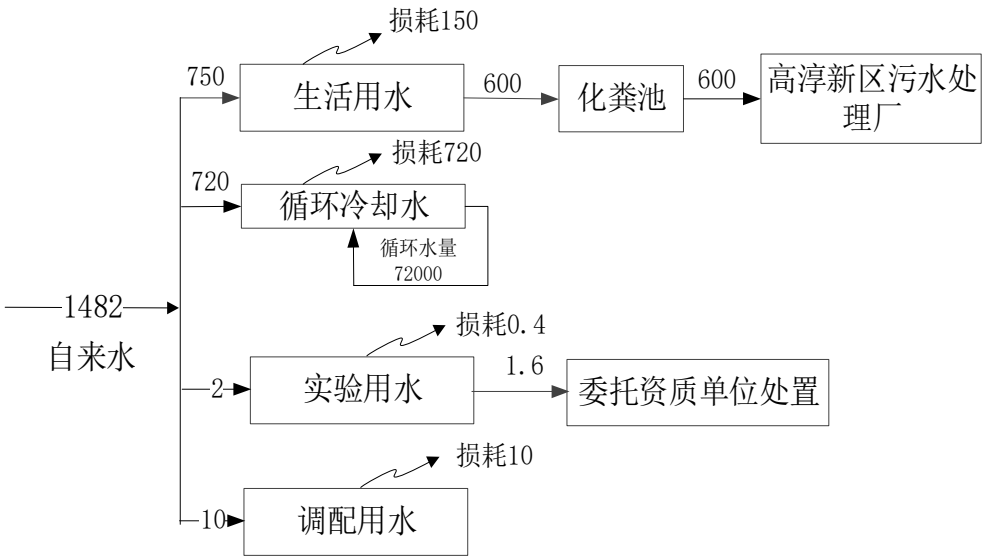 损耗150
750
生活用水
600
化粪池
600
高淳新区污水处
理厂
损耗720
720
循环冷却水
循环水量
72000
1482
自来水
损耗0.4
2
实验用水
1.6
委托资质单位处置
损耗10
10
调配用水